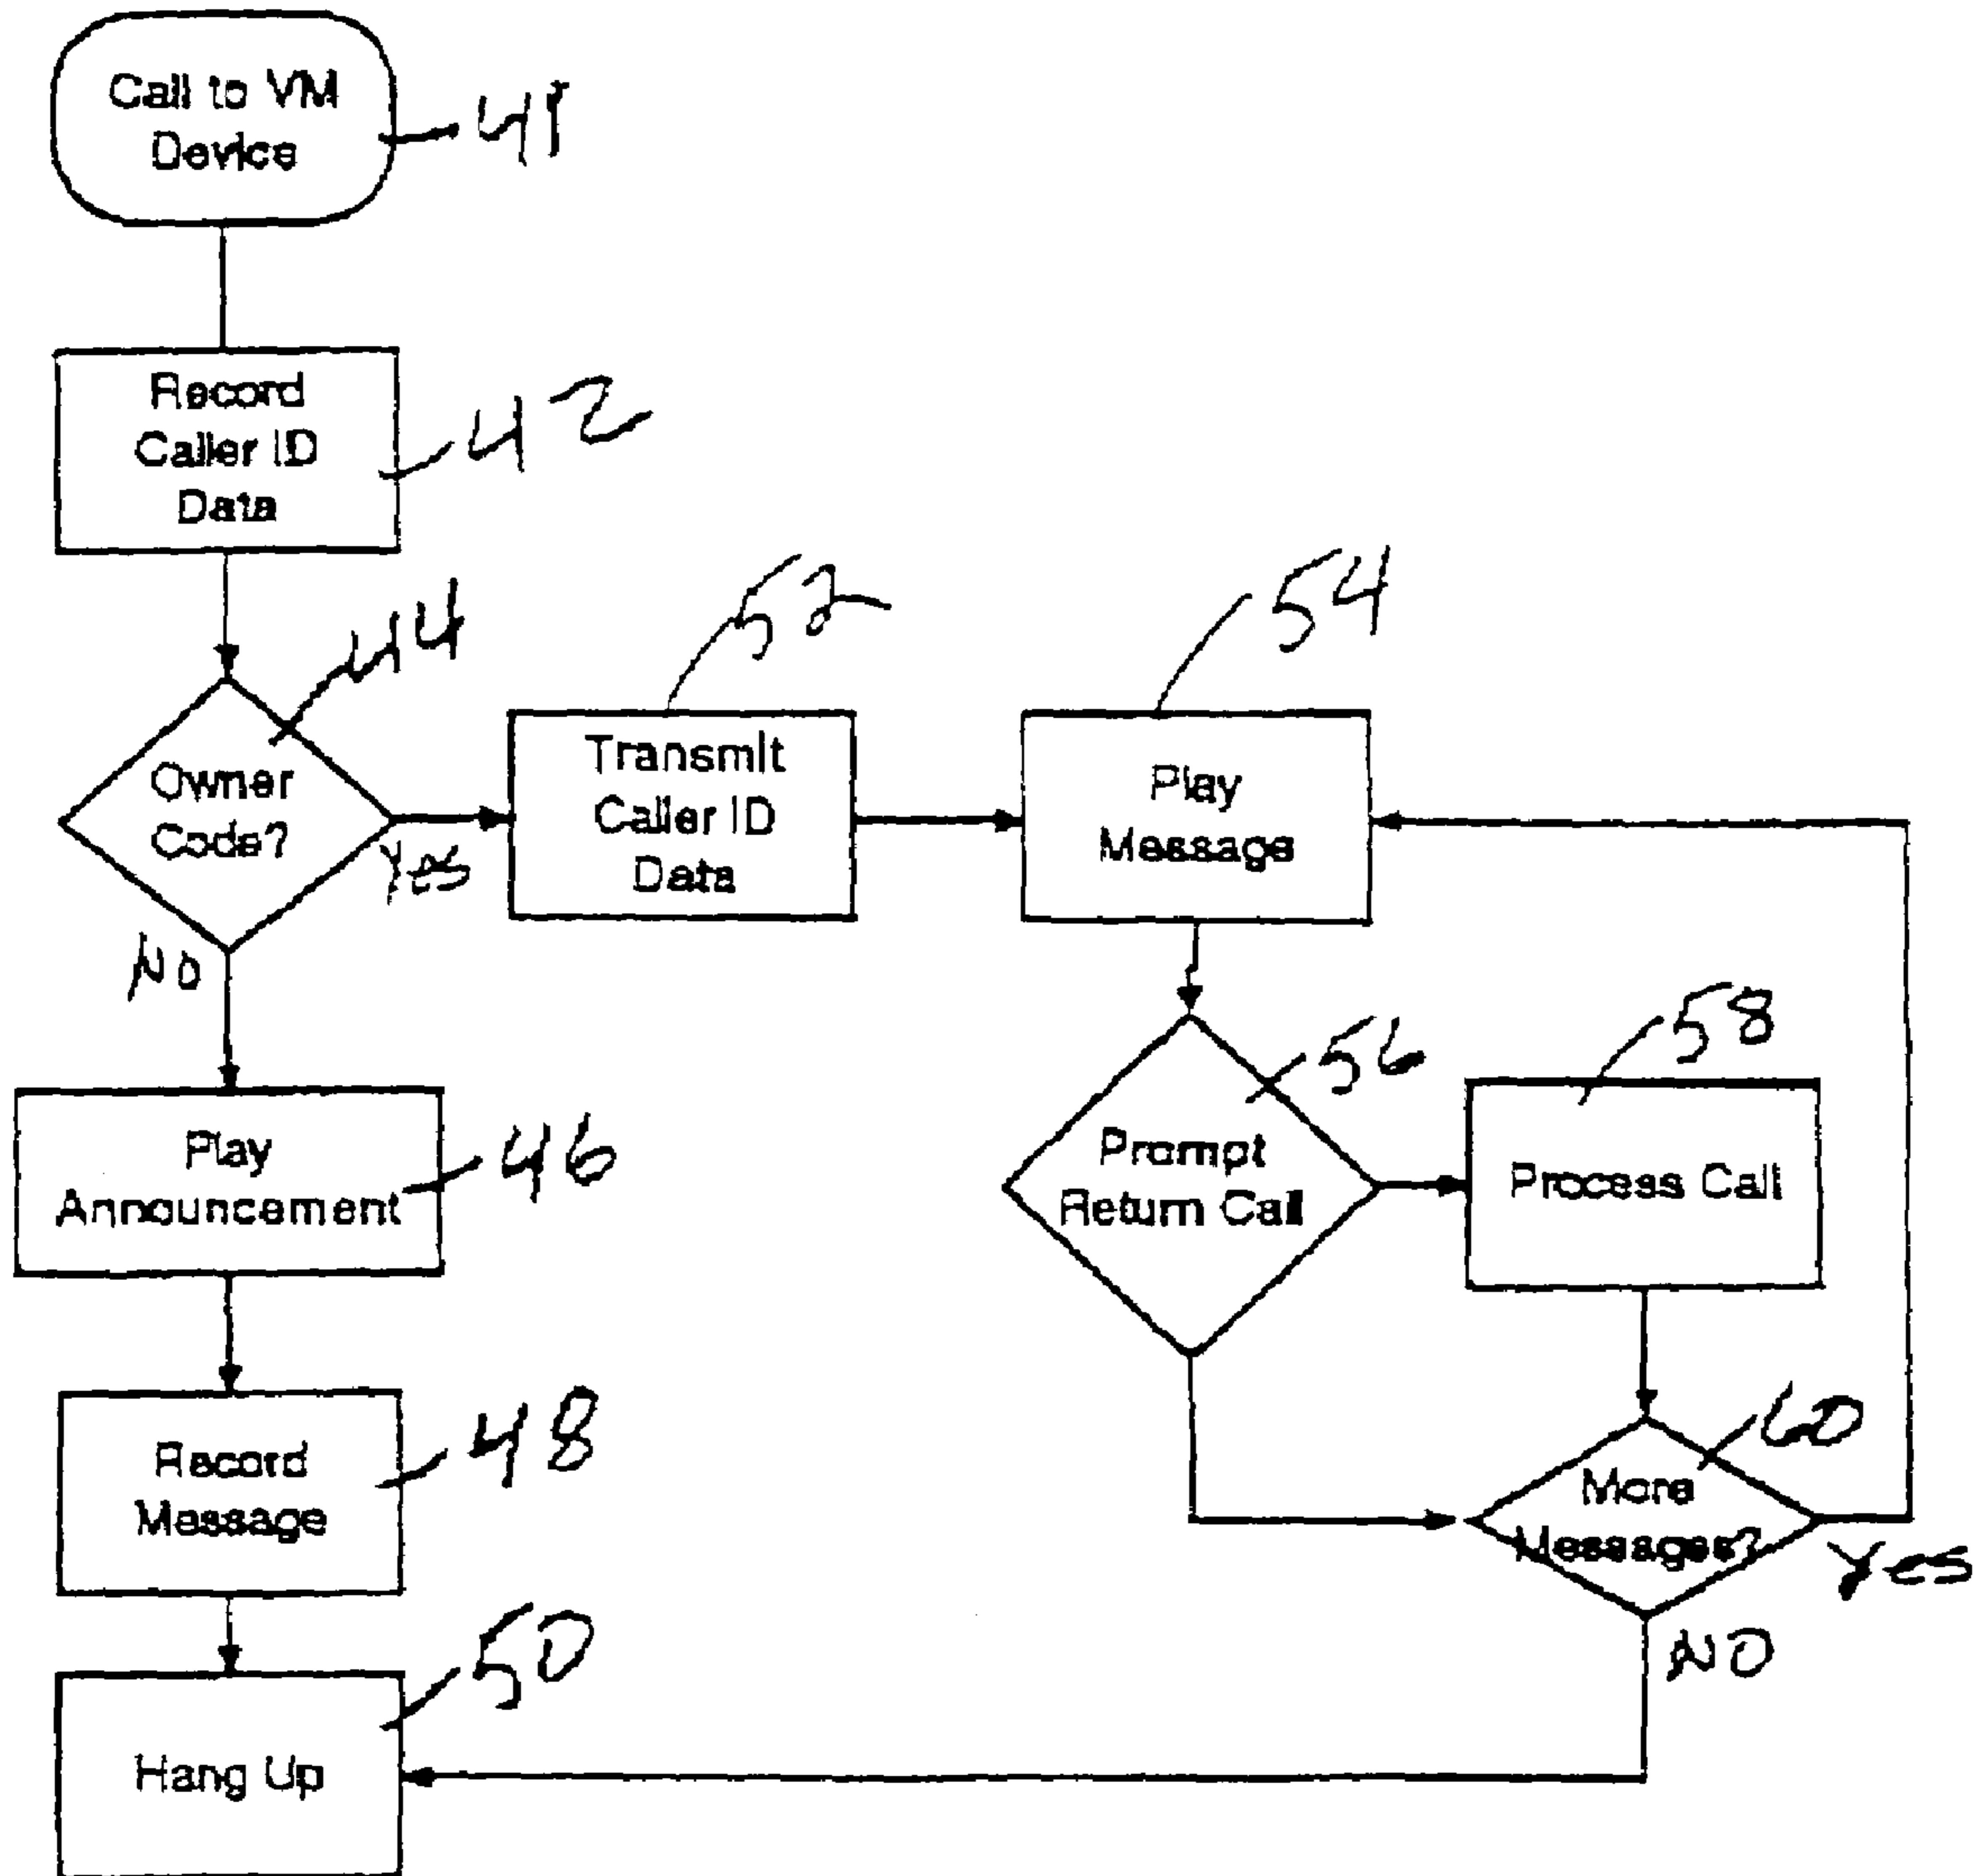 Call to VM
Device
41
Record
Caller ID
Data
42
44
Owner
Code?
Yes
No
52
Transmit
Caller ID
Data
54
Play
Message
56
Prompt
Return Call
58
Process Call
Play
Announcement
46
Record
Message
48
60
More
Messages?
Yes
NO
Hang Up
50